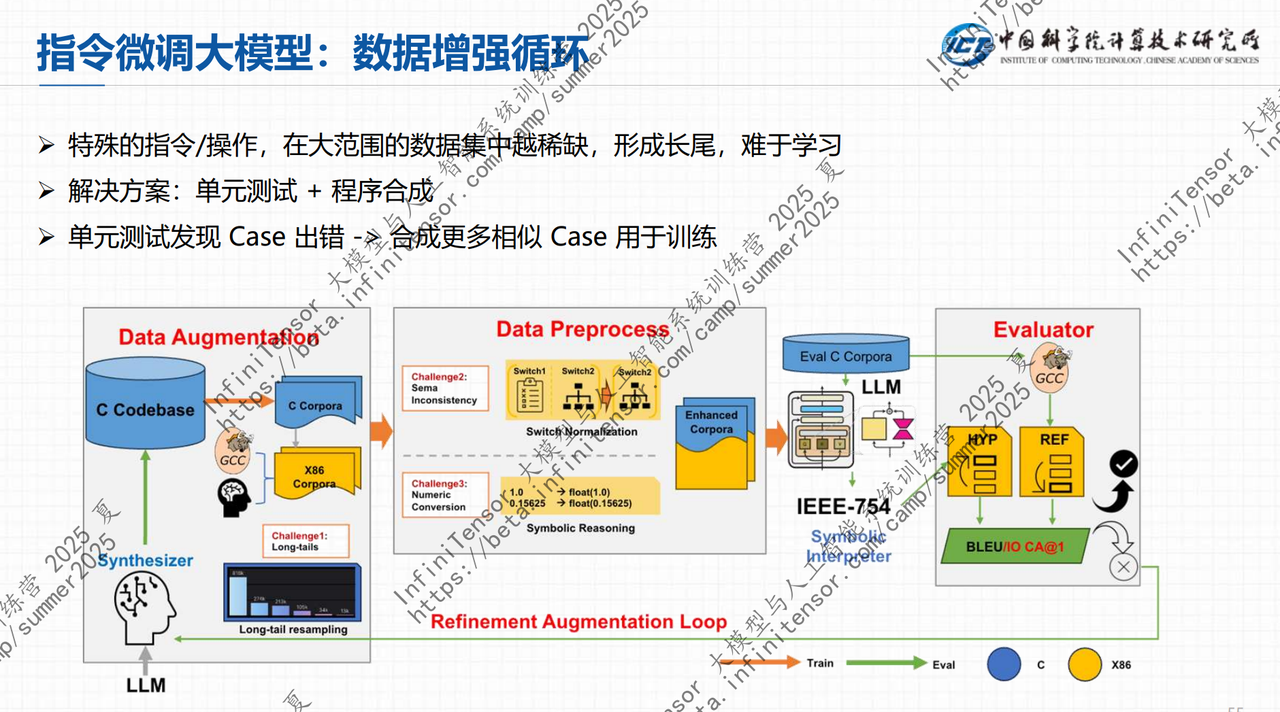 指令微调大模型：数据增强循环
ICT
中国科学院计算技术研究所
INSTITUTE OF COMPUTING TECHNOLOGY, CHINESE ACADEMY OF SCIENCES
特殊的指令/操作，在大范围的数据集中越稀缺，形成长尾，难于学习
解决方案：单元测试 + 程序合成
单元测试发现 Case 出错 --> 合成更多相似 Case 用于训练
Data Augmentation
C Codebase
C Corpora
GCC
X86
Corpora
Challenge1:
Long-tails
Synthesizer
Long-tail resampling
LLM
Data Preprocess
Challenge2:
Sema
Inconsistency
Switch1
Switch2
Switch2
Switch Normalization
Challenge3:
Numeric
Conversion
1.0 → float(1.0)
0.15625 → float(0.15625)
Symbolic Reasoning
Enhanced
Corpora
Eval C Corpora
LLM
IEEE-754
Symbolic
Interpreter
Evaluator
GCC
HYP
REF
BLEU/IO CA@1
Refinement Augmentation Loop
Train
Eval
C
X86
55
InfiniTensor 大模型与人工智能系统训练营 2025 夏
https://beta.infinitensor.com/camp/summer2025